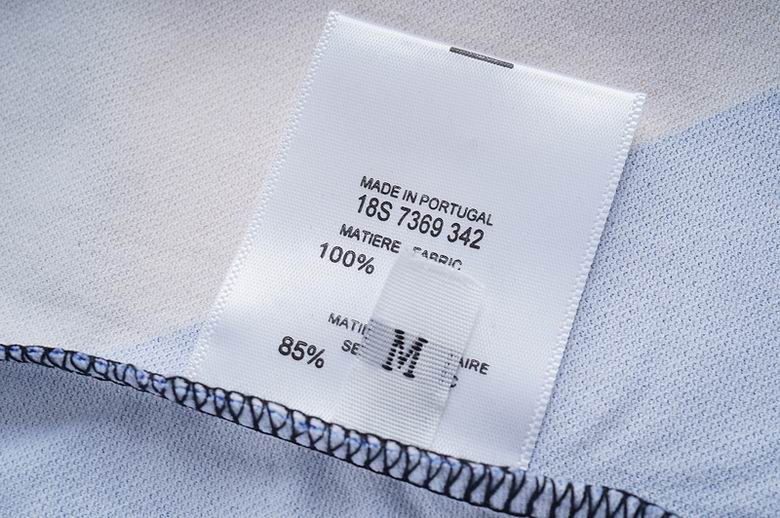 MADE IN PORTUGAL
18S 7369 342
MATIERE FABRIC
100%
M
85%